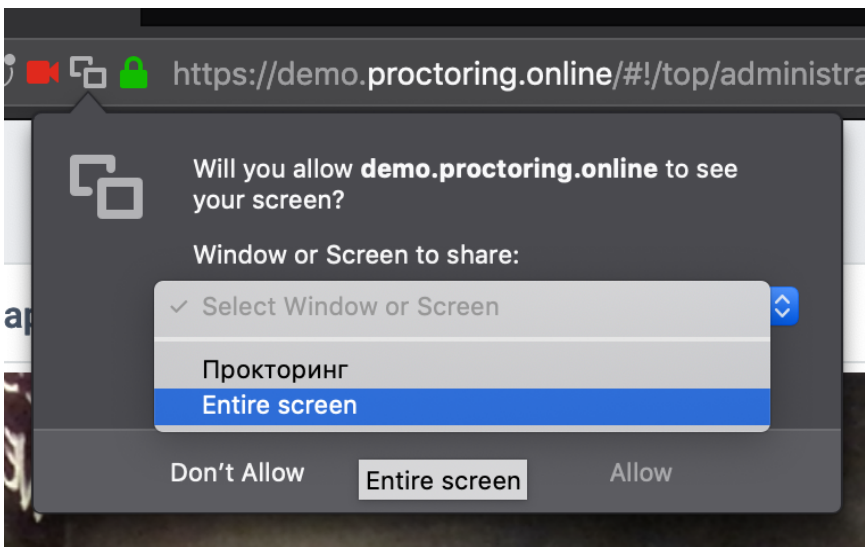 https://demo.proctoring.online/#!/top/administra
Will you allow demo.proctoring.online to see
your screen?
Window or Screen to share:
Select Window or Screen
Прокторинг
Entire screen
Don't Allow
Entire screen
Allow